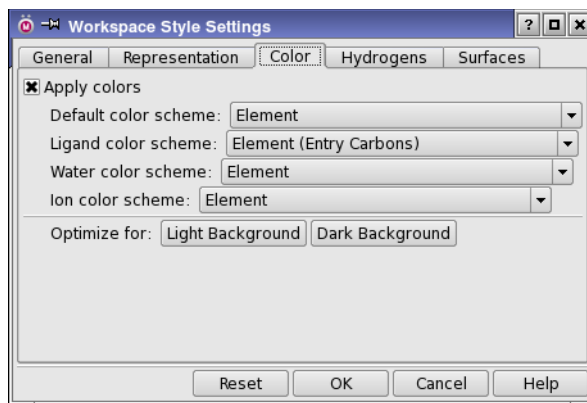 Workspace Style Settings
General Representation Color Hydrogens Surfaces
Apply colors
Default color scheme: Element
Ligand color scheme: Element (Entry Carbons)
Water color scheme: Element
Ion color scheme: Element
Optimize for: Light Background Dark Background
Reset OK Cancel Help